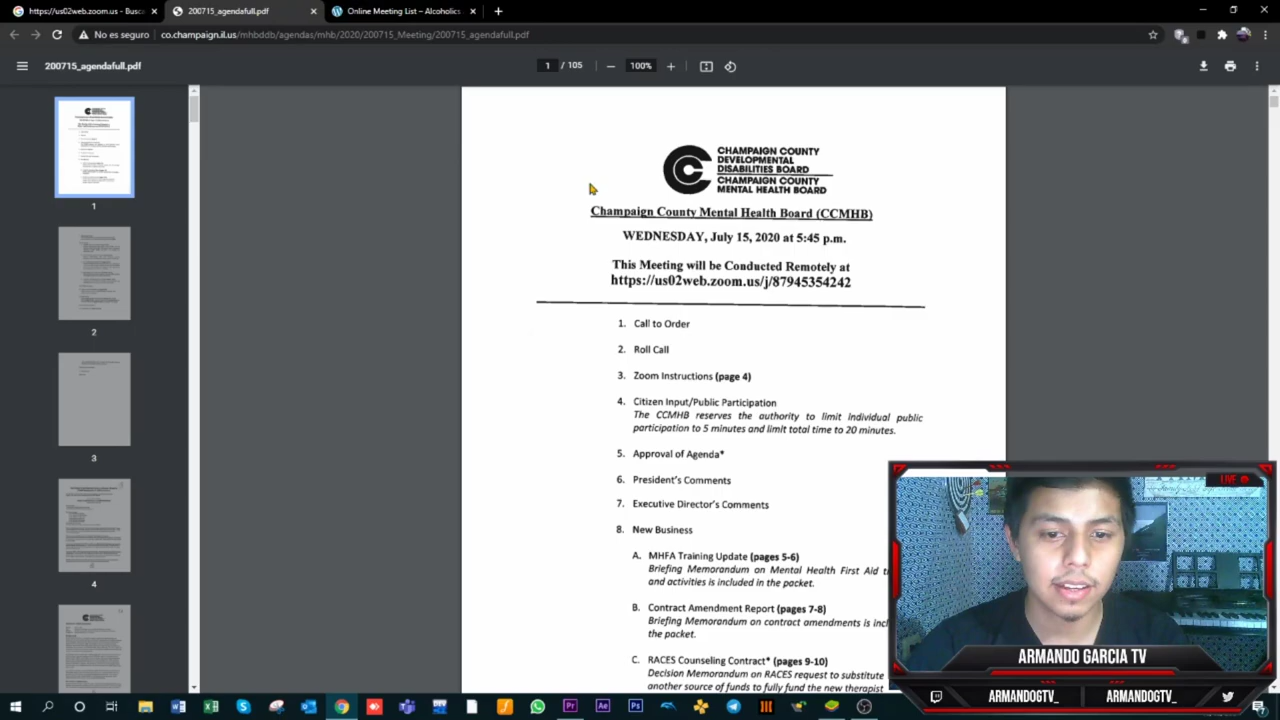 https://us02web.zoom.us - Busc
200715_agendafull.pdf
Online Meeting List – Alcoholics
No es seguro
co.champaign.il.us/mhbddb/agendas/mhb/2020/200715_Meeting/200715_agendafull.pdf
200715_agendafull.pdf
1 / 105
100%
CHAMPAIGN COUNTY
DEVELOPMENTAL
DISABILITIES BOARD
CHAMPAIGN COUNTY
MENTAL HEALTH BOARD
Champaign County Mental Health Board (CCMHB)
WEDNESDAY, July 15, 2020 at 5:45 p.m.
This Meeting will be Conducted Remotely at
https://us02web.zoom.us/j/87945354242
1. Call to Order
2. Roll Call
3. Zoom Instructions (page 4)
4. Citizen Input/Public Participation
The CCMHB reserves the authority to limit individual public
participation to 5 minutes and limit total time to 20 minutes.
5. Approval of Agenda*
6. President's Comments
7. Executive Director's Comments
8. New Business
A. MHFA Training Update (pages 5-6)
Briefing Memorandum on Mental Health First Aid t
and activities is included in the packet.
B. Contract Amendment Report (pages 7-8)
Briefing Memorandum on contract amendments is incl
the packet.
C. RACES Counseling Contract* (pages 9-10)
Decision Memorandum on RACES request to substitute
another source of funds to fully fund the new therapist
1
2
3
4
LIVE
ARMANDO GARCIA TV
ARMANDOGTV_
ARMANDOGTV_